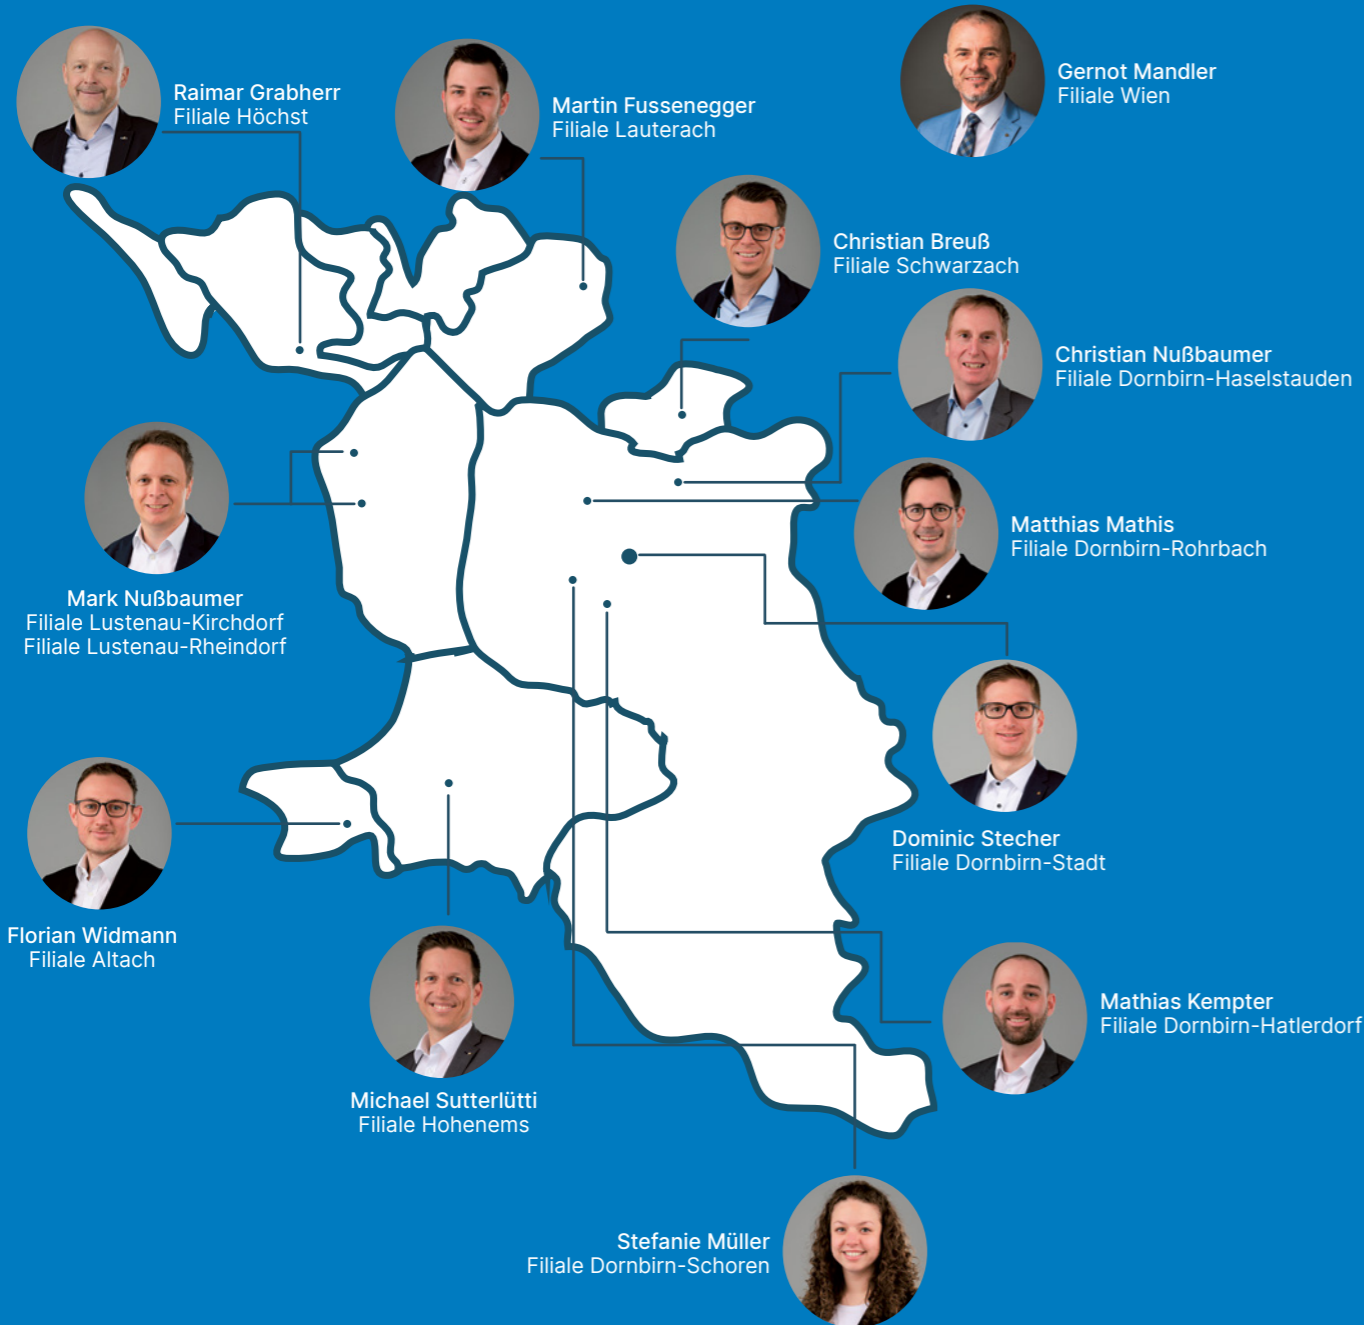 Raimar Grabherr
Filiale Höchst
Martin Fussenegger
Filiale Lauterach
Gernot Mandler
Filiale Wien
Christian Breuß
Filiale Schwarzach
Christian Nußbaumer
Filiale Dornbirn-Haselstauden
Matthias Mathis
Filiale Dornbirn-Rohrbach
Mark Nußbaumer
Filiale Lustenau-Kirchdorf
Filiale Lustenau-Rheindorf
Dominic Stecher
Filiale Dornbirn-Stadt
Florian Widmann
Filiale Altach
Mathias Kempter
Filiale Dornbirn-Hatlerdorf
Michael Sutterlütti
Filiale Hohenems
Stefanie Müller
Filiale Dornbirn-Schoren